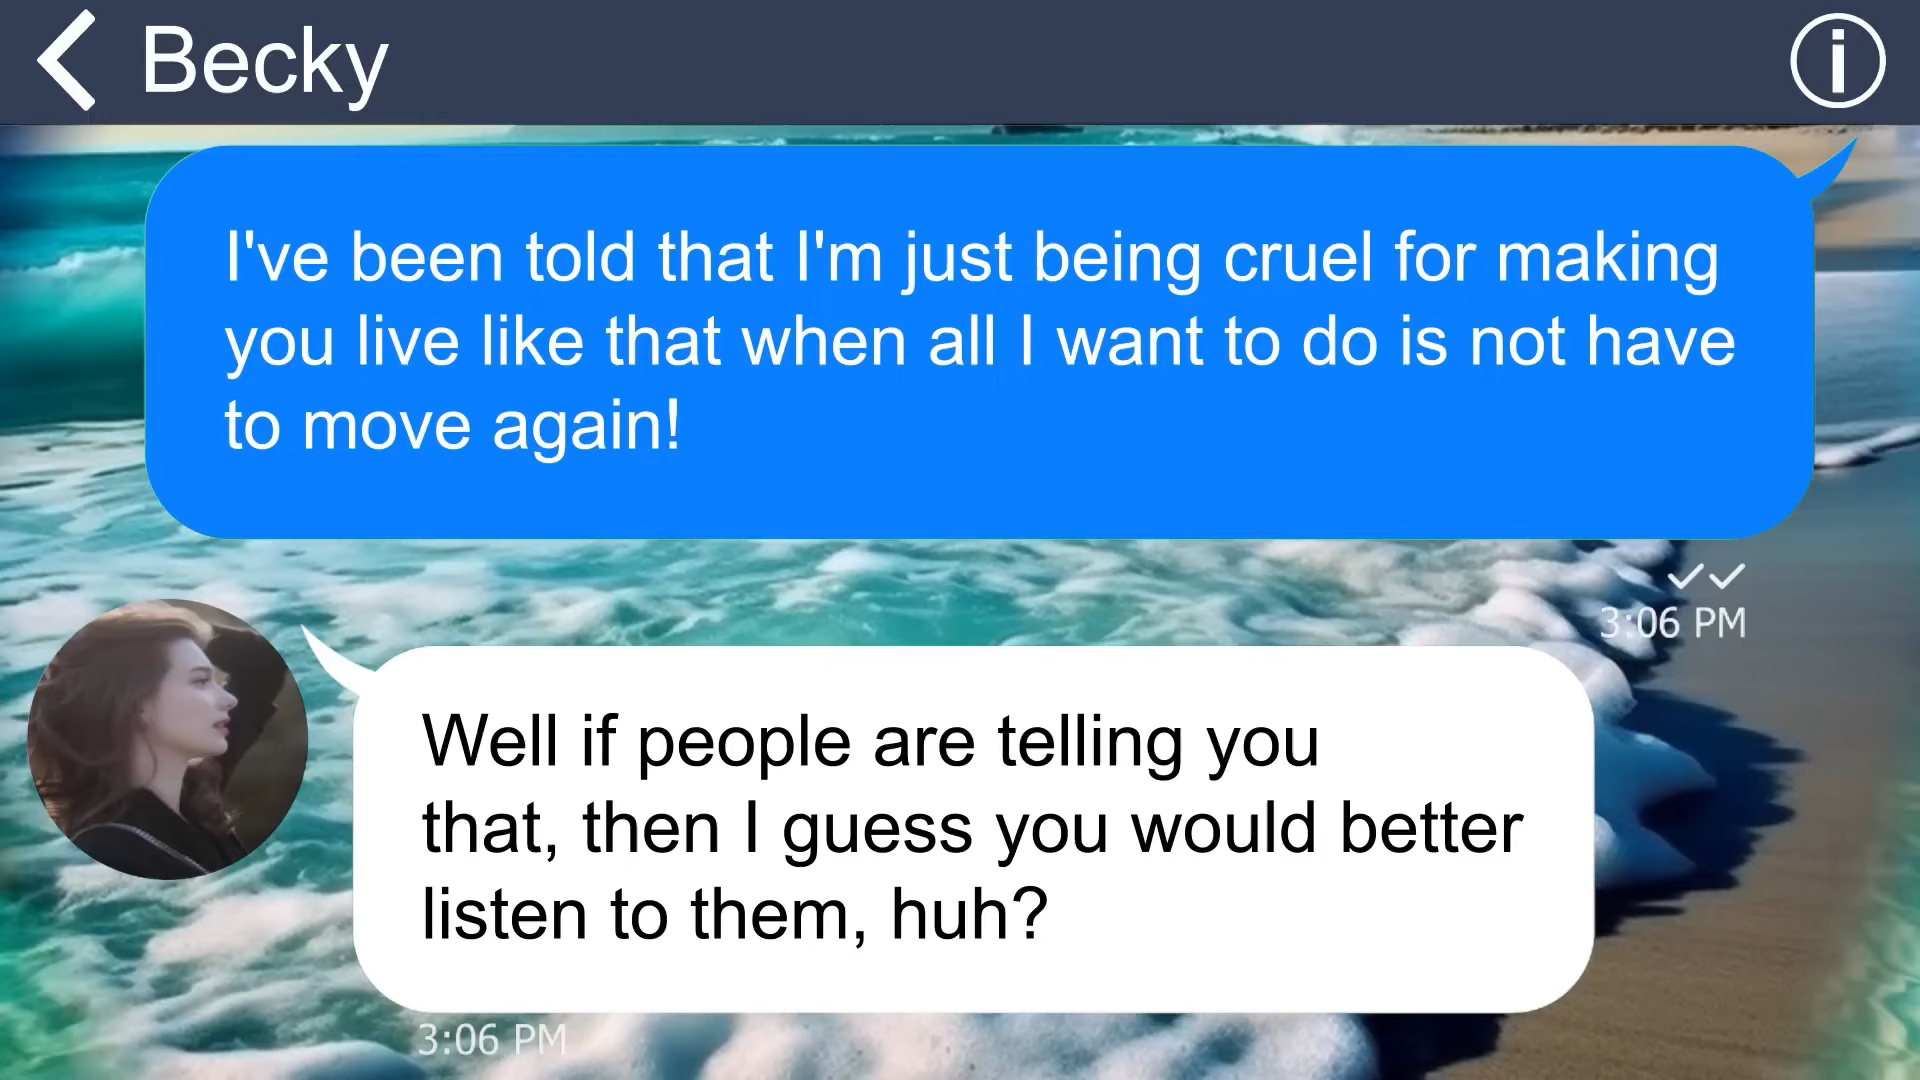 Becky
I've been told that I'm just being cruel for making
you live like that when all I want to do is not have
to move again!
3:06 PM
Well if people are telling you
that, then I guess you would better
listen to them, huh?
3:06 PM